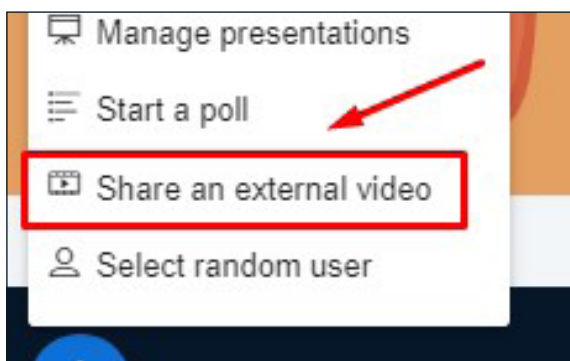 Manage presentations
Start a poll
Share an external video
Select random user